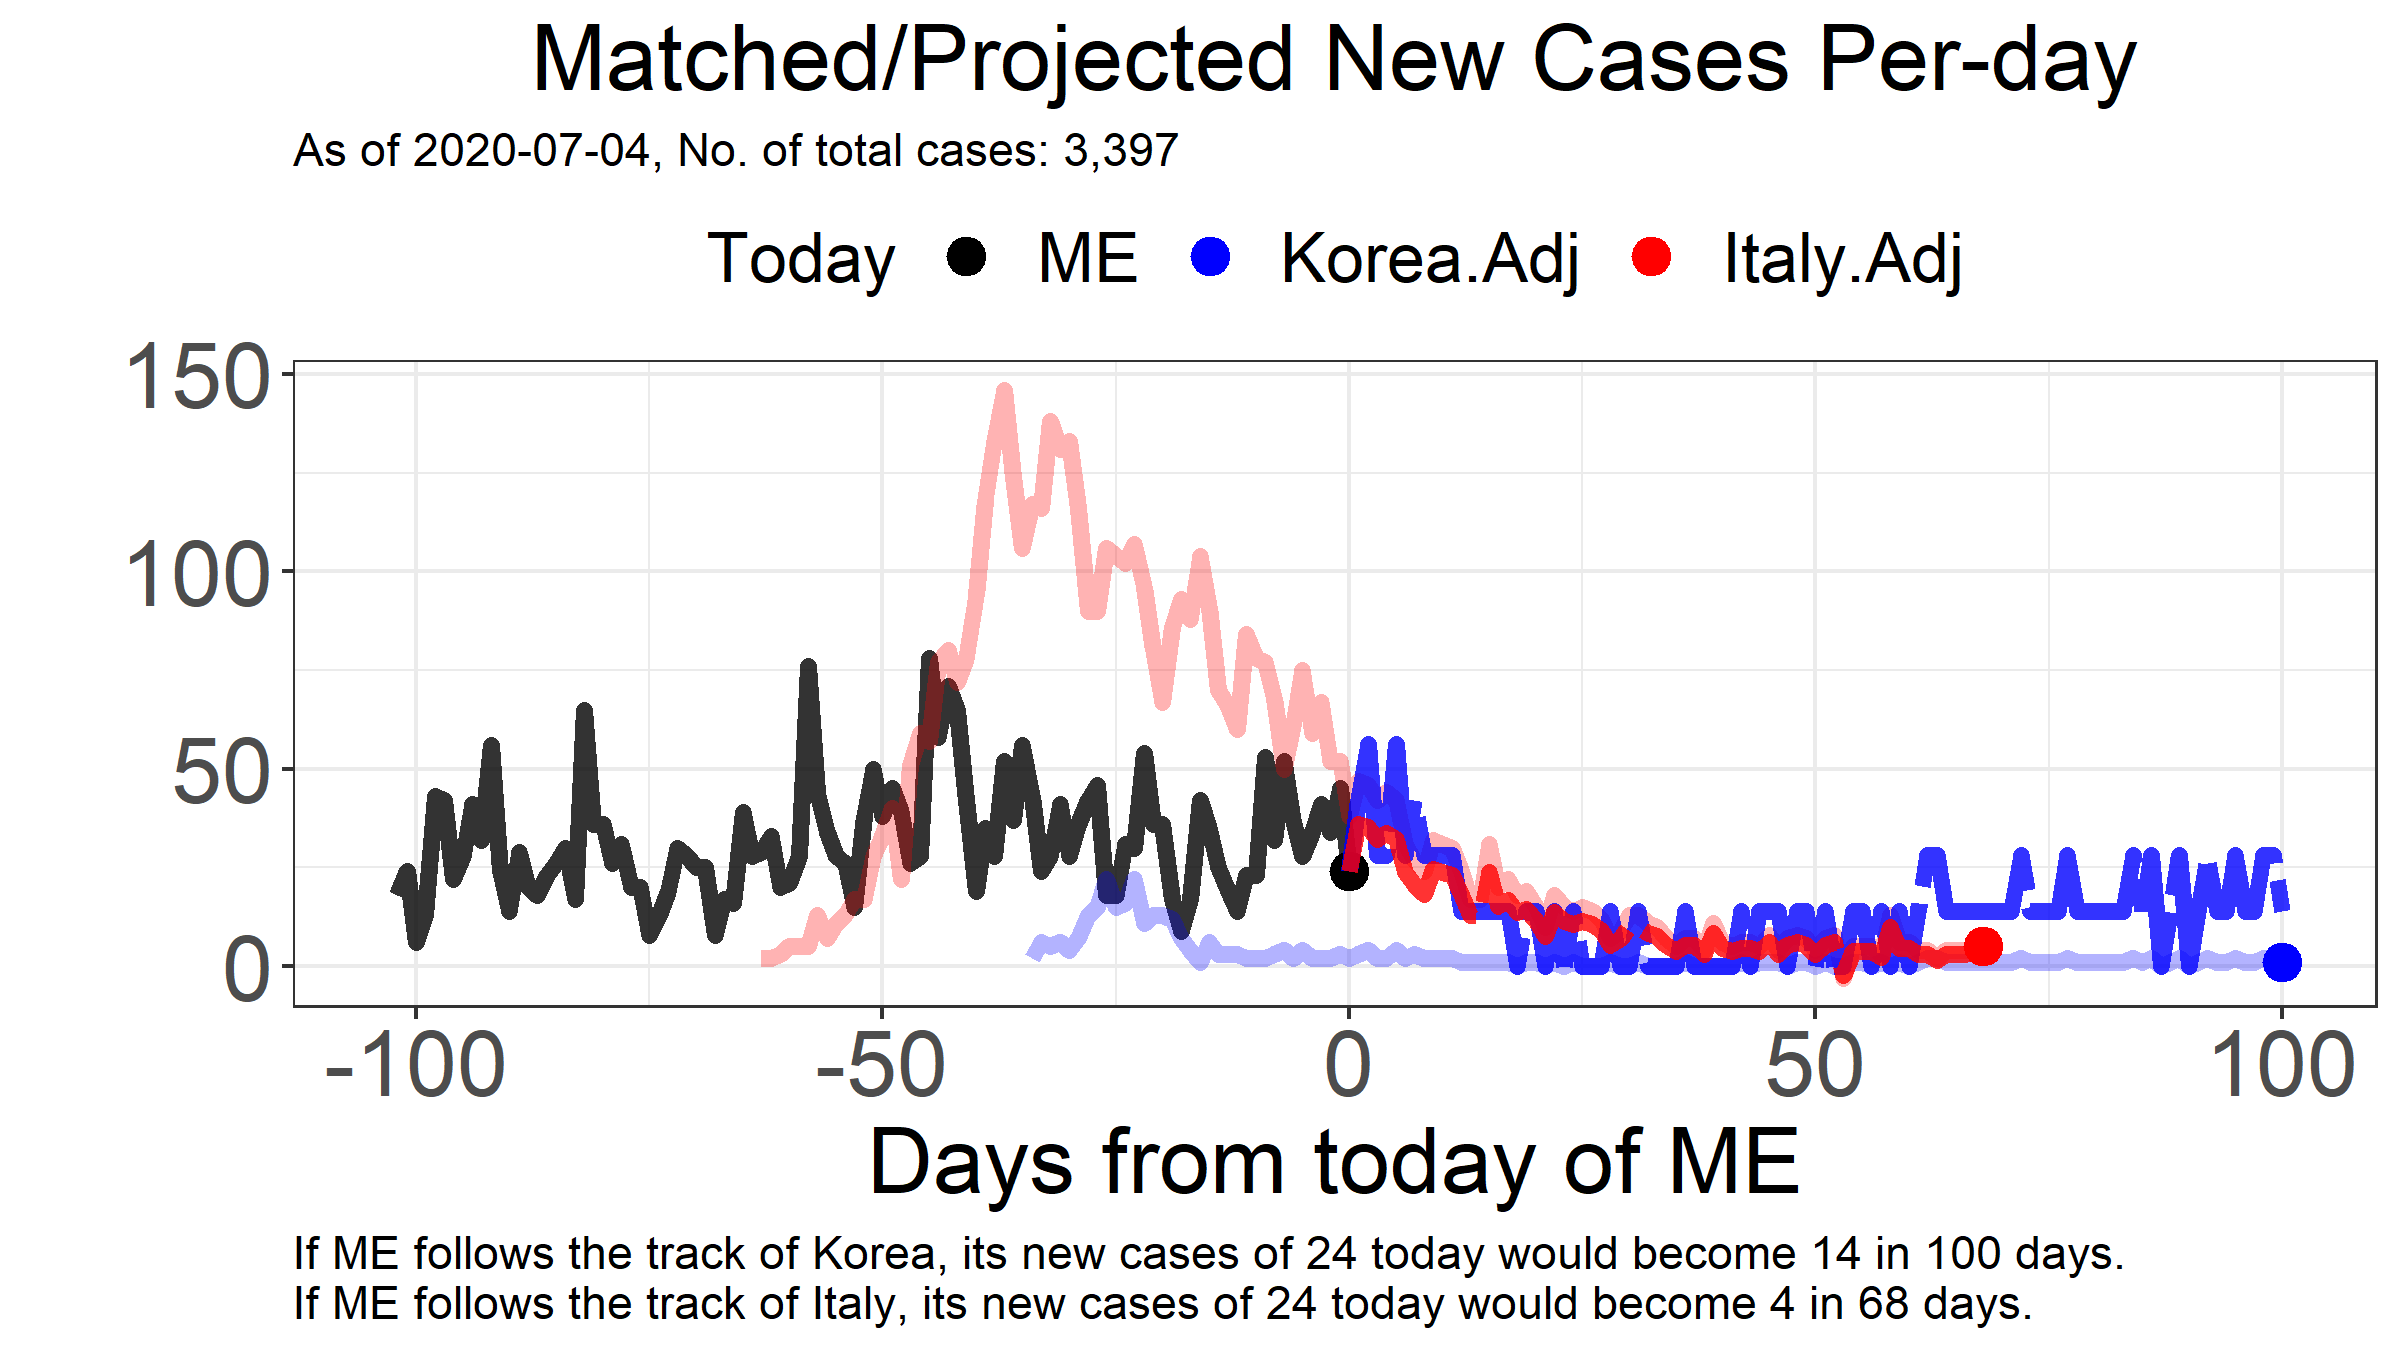 Matched/Projected New Cases Per-day
As of 2020-07-04, No. of total cases: 3,397
Today ME Korea.Adj Italy.Adj
150
100
50
0
-100 -50 0 50 100
Days from today of ME
If ME follows the track of Korea, its new cases of 24 today would become 14 in 100 days.
If ME follows the track of Italy, its new cases of 24 today would become 4 in 68 days.